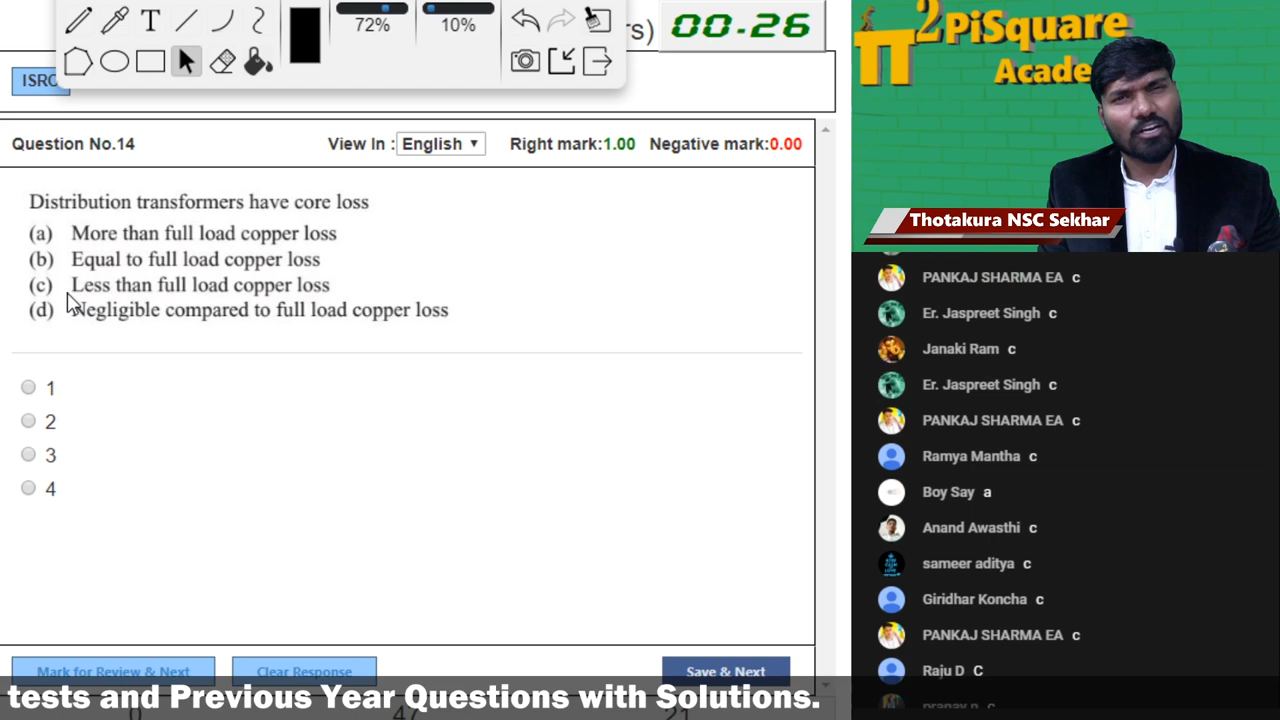 T
72%
10%
rs)
00-26
ISRO
Question No.14
View In : English
Right mark:1.00
Negative mark:0.00
Distribution transformers have core loss
(a) More than full load copper loss
(b) Equal to full load copper loss
(c) Less than full load copper loss
(d) Negligible compared to full load copper loss
1
2
3
4
Mark for Review & Next
Clear Response
Save & Next
tests and Previous Year Questions with Solutions.
π
2PiSquare
Acade
Thotakura NSC Sekhar
PANKAJ SHARMA EA c
Er. Jaspreet Singh c
Janaki Ram c
Er. Jaspreet Singh c
PANKAJ SHARMA EA c
Ramya Mantha c
Boy Say a
Anand Awasthi c
sameer aditya c
Giridhar Koncha c
PANKAJ SHARMA EA c
Raju D C